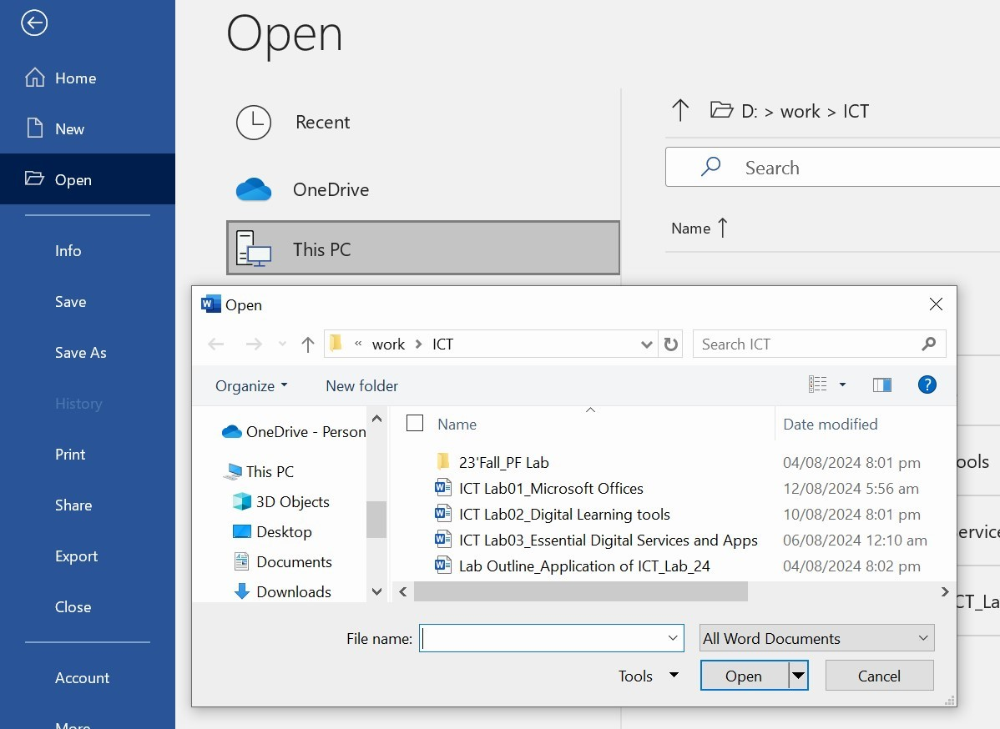 Open
Home
New
Open
Info
Save
Save As
History
Print
Share
Export
Close
Account
Recent
OneDrive
This PC
D: > work > ICT
Search
Name
Open
« work > ICT
Search ICT
Organize
New folder
?
OneDrive - Person
This PC
3D Objects
Desktop
Documents
Downloads
Name Date modified
23'Fall_PF Lab 04/08/2024 8:01 pm
ICT Lab01_Microsoft Offices 12/08/2024 5:56 am
ICT Lab02_Digital Learning tools 10/08/2024 8:01 pm
ICT Lab03_Essential Digital Services and Apps 06/08/2024 12:10 am
Lab Outline_Application of ICT_Lab_24 04/08/2024 8:02 pm
File name:
All Word Documents
Tools
Open
Cancel